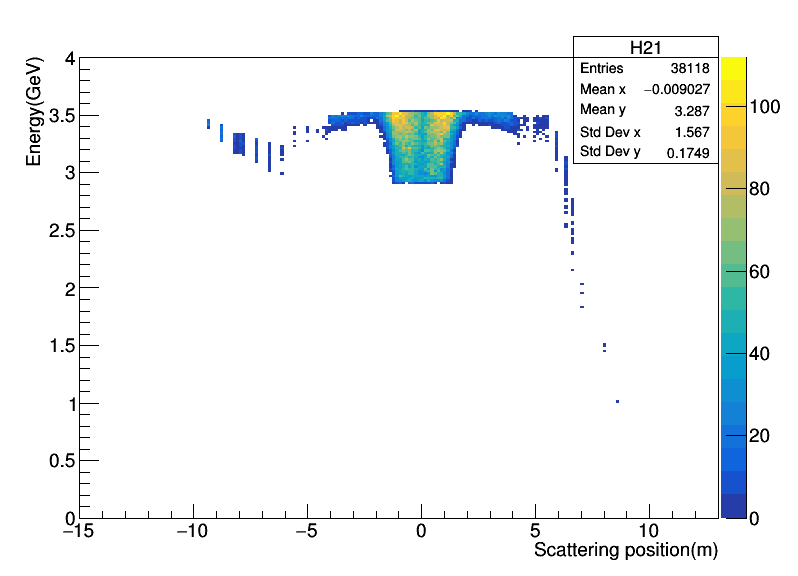 H21
Entries 38118
Mean x −0.009027
Mean y 3.287
Std Dev x 1.567
Std Dev y 0.1749
Energy(GeV)
4
3.5
3
2.5
2
1.5
1
0.5
0
−15 −10 −5 0 5 10
Scattering position(m)
100
80
60
40
20
0